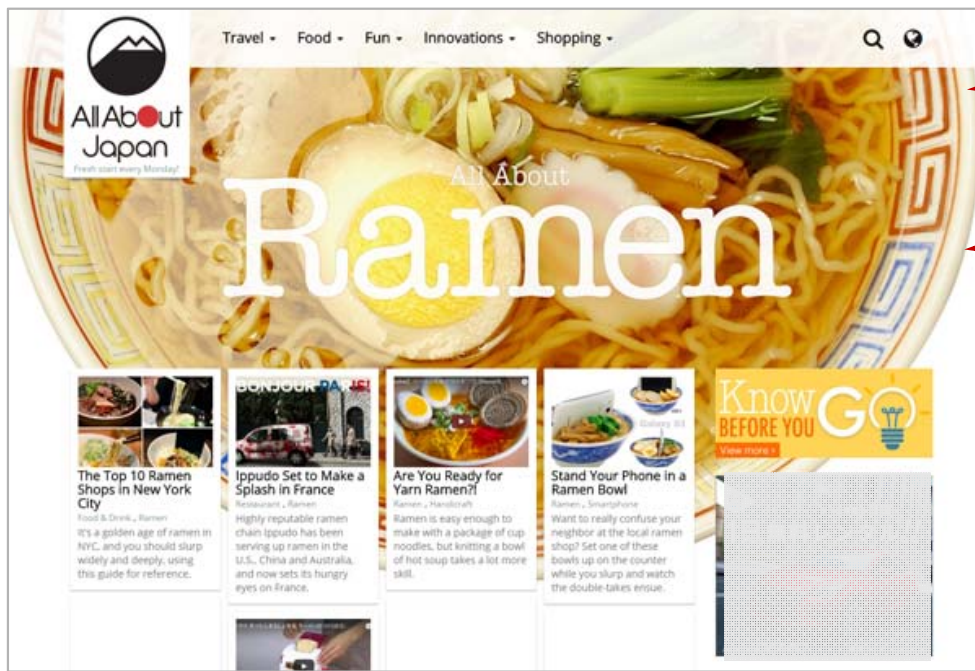 Travel
Food
Fun
Innovations
Shopping
All About
Japan
Fresh start every Monday!
All About
Ramen
The Top 10 Ramen
Shops in New York
City
Food & Drink , Ramen
It's a golden age of ramen in
NYC, and you should slurp
widely and deeply, using
this guide for reference.
BONJOUR PARIS!
Ippudo Set to Make a
Splash in France
Restaurant , Ramen
Highly reputable ramen
chain Ippudo has been
serving up ramen in the
U.S., China and Australia,
and now sets its hungry
eyes on France.
Are You Ready for
Yarn Ramen?!
Ramen , Handicraft
Ramen is easy enough to
make with a package of cup
noodles, but knitting a bowl
of hot soup takes a lot more
skill.
Galaxy S3
Stand Your Phone in a
Ramen Bowl
Ramen , Smartphone
Want to really confuse your
neighbor at the local ramen
shop? Set one of these
bowls up on the counter
while you slurp and watch
the double-takes ensue.
Know
BEFORE YOU
GO
View more >